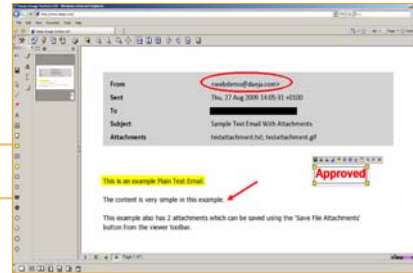 From <webdemo@daeja.com>
Sent Thu, 27 Aug 2009 14:05:31 +0100
To
Subject Sample Text Email With Attachments
Attachments testattachment.txt; testattachment.gif
Approved
This is an example Plain Text Email.
The content is very simple in this example.
This example also has 2 attachments which can be saved using the 'Save File Attachments'
button from the viewer toolbar.